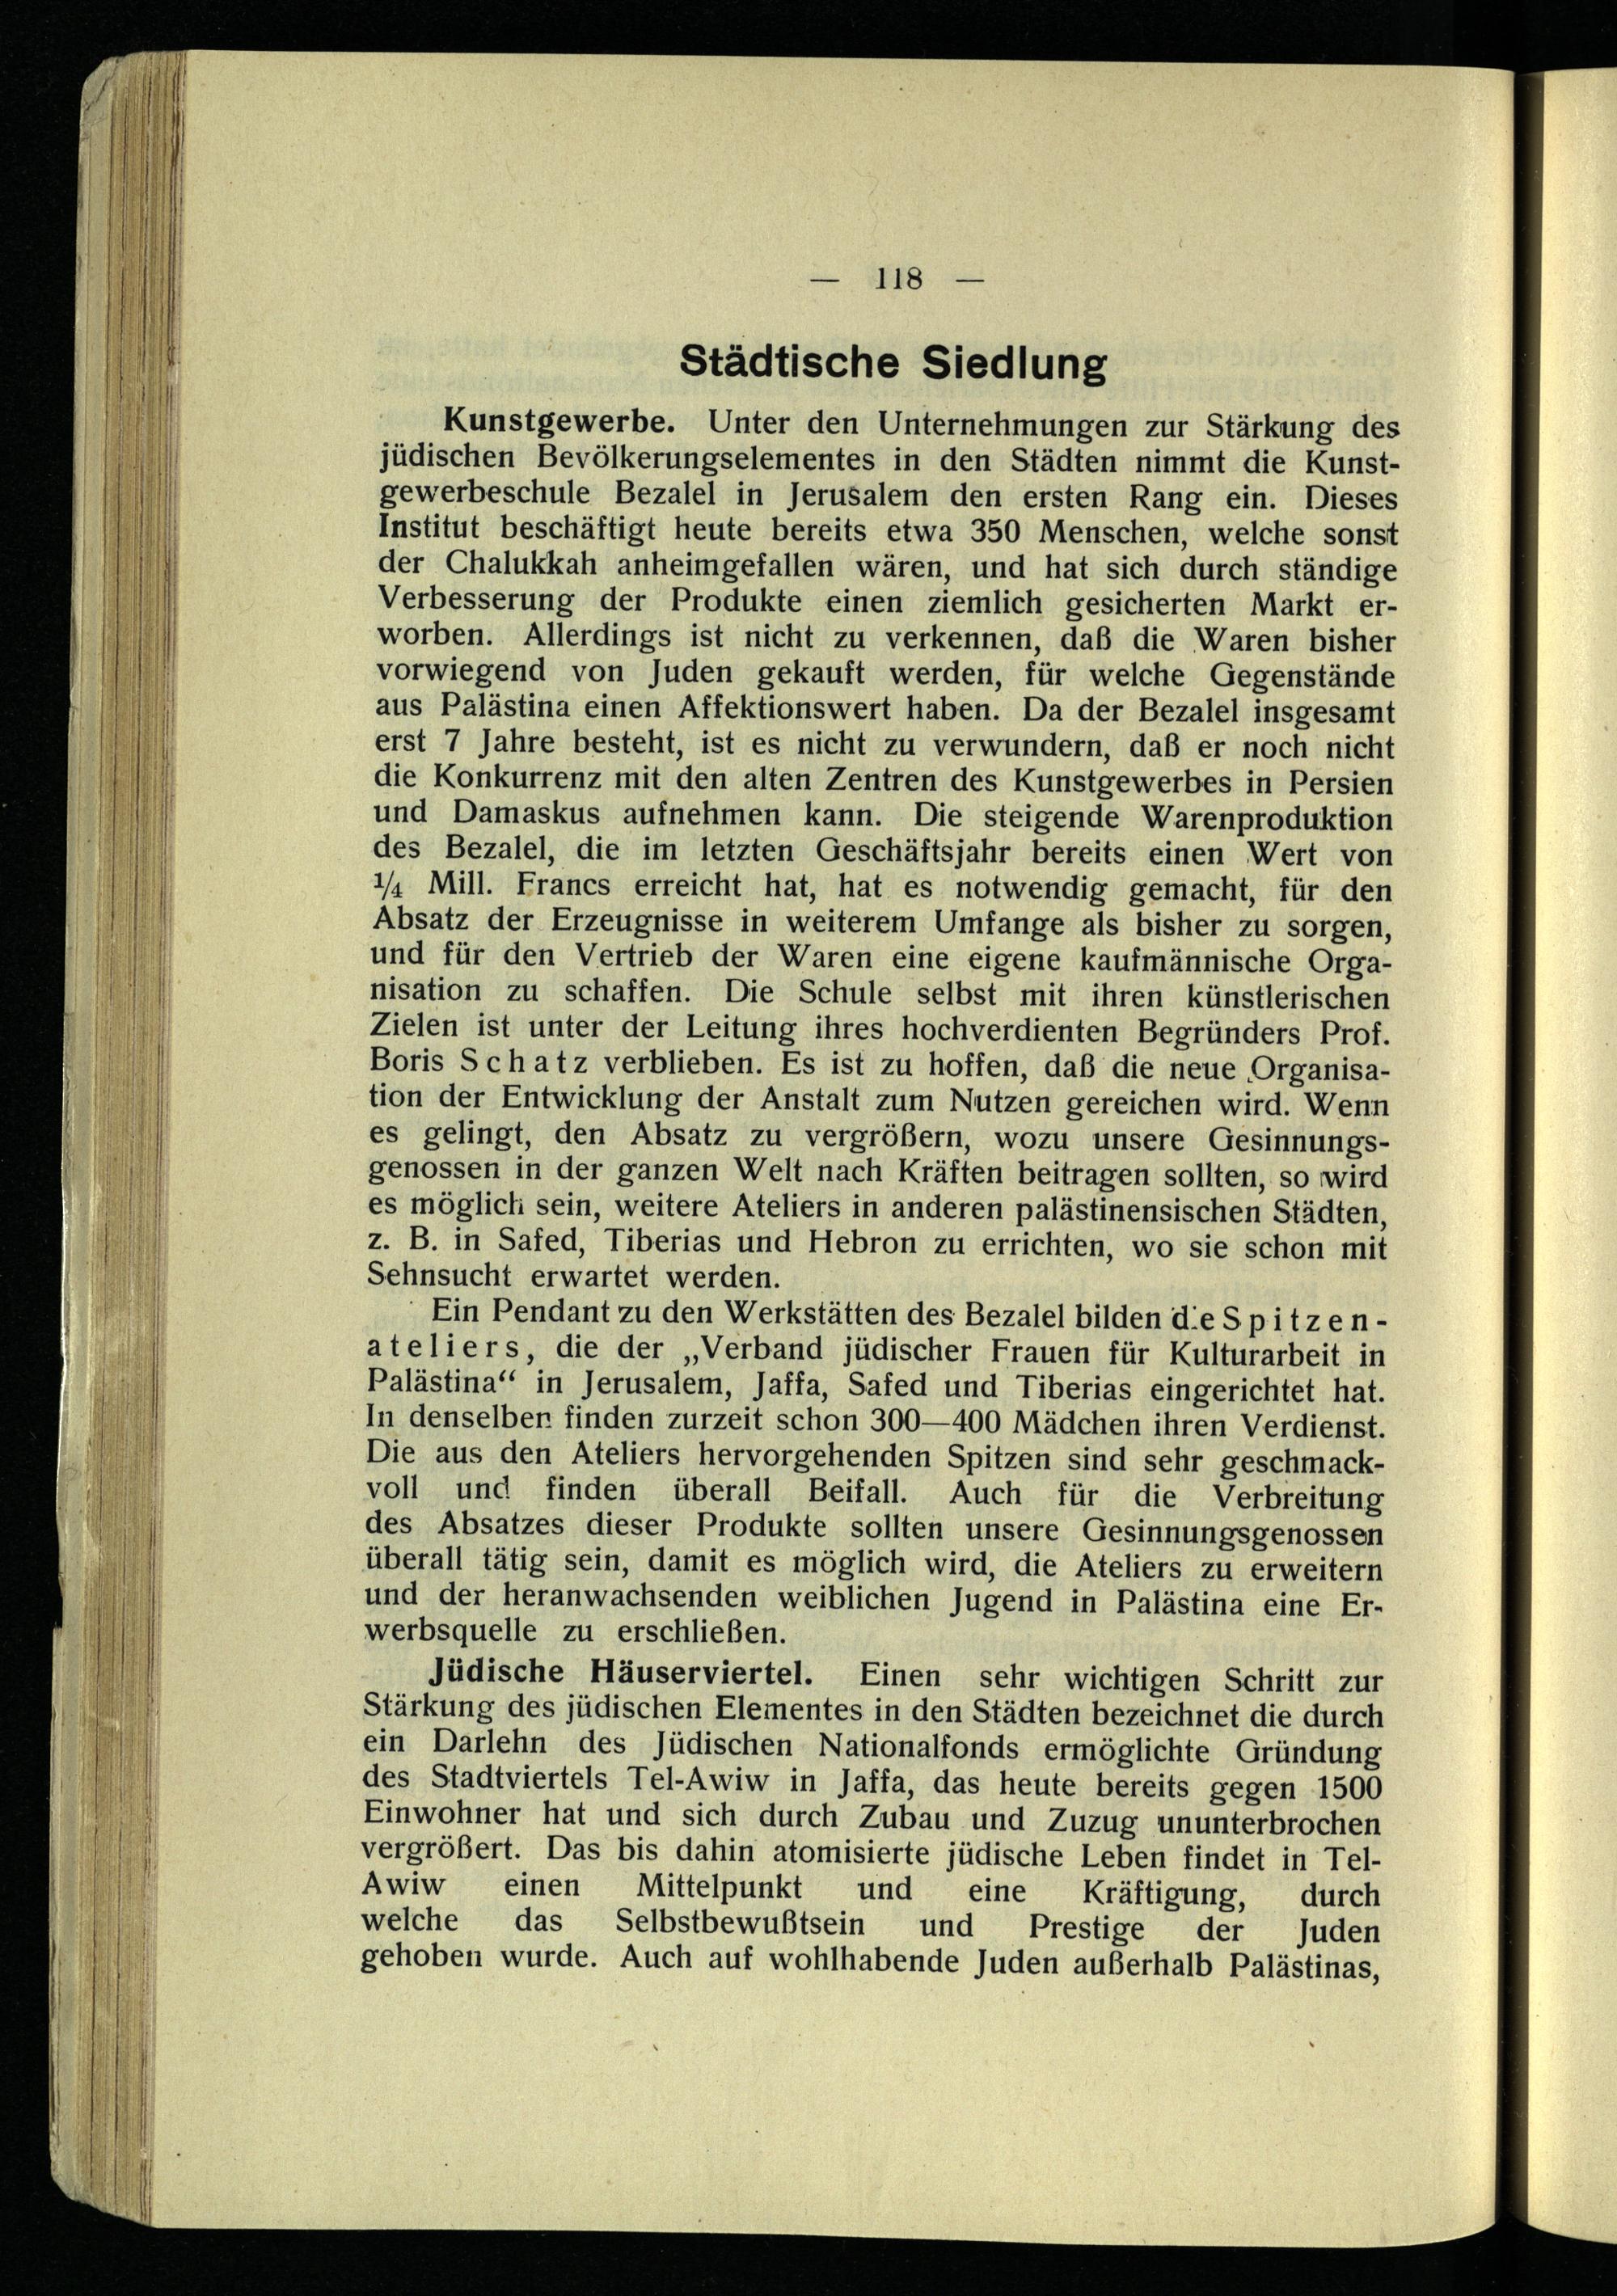 — 118 —
Städtische Siedlung
Kunstgewerbe. Unter den Unternehmungen zur Stärkung des
jüdischen Bevölkerungselementes in den Städten nimmt die Kunst-
gewerbeschule Bezalel in Jerusalem den ersten Rang ein. Dieses
Institut beschäftigt heute bereits etwa 350 Menschen, welche sonst
der Chalukkah anheimgefallen wären, und hat sich durch ständige
Verbesserung der Produkte einen ziemlich gesicherten Markt er-
worben. Allerdings ist nicht zu verkennen, daß die Waren bisher
vorwiegend von Juden gekauft werden, für welche Gegenstände
aus Palästina einen Affektionswert haben. Da der Bezalel insgesamt
erst 7 Jahre besteht, ist es nicht zu verwundern, daß er noch nicht
die Konkurrenz mit den alten Zentren des Kunstgewerbes in Persien
und Damaskus aufnehmen kann. Die steigende Warenproduktion
des Bezalel, die im letzten Geschäftsjahr bereits einen Wert von
¼ Mill. Francs erreicht hat, hat es notwendig gemacht, für den
Absatz der Erzeugnisse in weiterem Umfange als bisher zu sorgen,
und für den Vertrieb der Waren eine eigene kaufmännische Orga-
nisation zu schaffen. Die Schule selbst mit ihren künstlerischen
Zielen ist unter der Leitung ihres hochverdienten Begründers Prof.
Boris Schatz verblieben. Es ist zu hoffen, daß die neue Organisa-
tion der Entwicklung der Anstalt zum Nutzen gereichen wird. Wenn
es gelingt, den Absatz zu vergrößern, wozu unsere Gesinnungs-
genossen in der ganzen Welt nach Kräften beitragen sollten, so wird
es möglich sein, weitere Ateliers in anderen palästinensischen Städten,
z. B. in Safed, Tiberias und Hebron zu errichten, wo sie schon mit
Sehnsucht erwartet werden.
Ein Pendant zu den Werkstätten des Bezalel bilden die Spitzen-
ateliers, die der „Verband jüdischer Frauen für Kulturarbeit in
Palästina“ in Jerusalem, Jaffa, Safed und Tiberias eingerichtet hat.
In denselben finden zurzeit schon 300—400 Mädchen ihren Verdienst.
Die aus den Ateliers hervorgehenden Spitzen sind sehr geschmack-
voll und finden überall Beifall. Auch für die Verbreitung
des Absatzes dieser Produkte sollten unsere Gesinnungsgenossen
überall tätig sein, damit es möglich wird, die Ateliers zu erweitern
und der heranwachsenden weiblichen Jugend in Palästina eine Er-
werbsquelle zu erschließen.
Jüdische Häuserviertel. Einen sehr wichtigen Schritt zur
Stärkung des jüdischen Elementes in den Städten bezeichnet die durch
ein Darlehn des Jüdischen Nationalfonds ermöglichte Gründung
des Stadtviertels Tel-Awiw in Jaffa, das heute bereits gegen 1500
Einwohner hat und sich durch Zubau und Zuzug ununterbrochen
vergrößert. Das bis dahin atomisierte jüdische Leben findet in Tel-
Awiw einen Mittelpunkt und eine Kräftigung, durch
welche das Selbstbewußtsein und Prestige der Juden
gehoben wurde. Auch auf wohlhabende Juden außerhalb Palästinas,